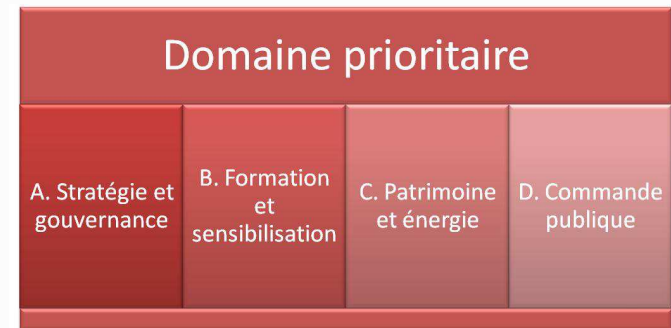 Domaine prioritaire
A. Stratégie et
gouvernance
B. Formation
et
sensibilisation
C. Patrimoine
et énergie
D. Commande
publique